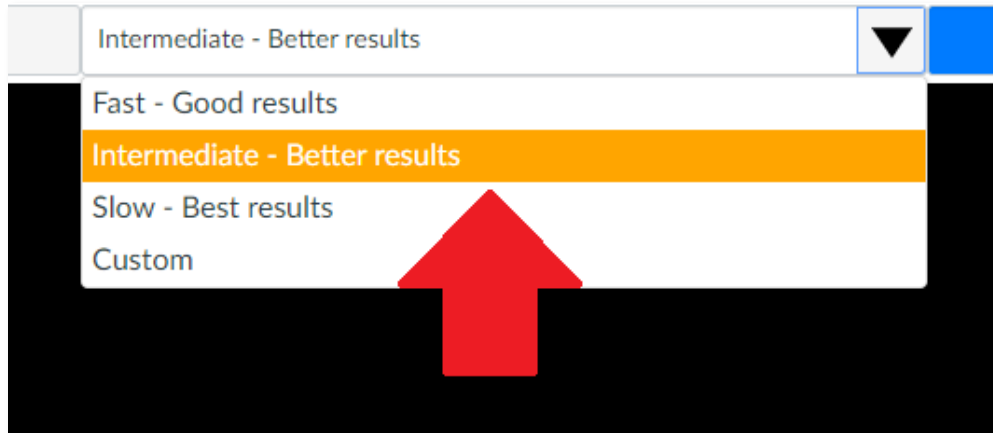 Intermediate - Better results
Fast - Good results
Intermediate - Better results
Slow - Best results
Custom